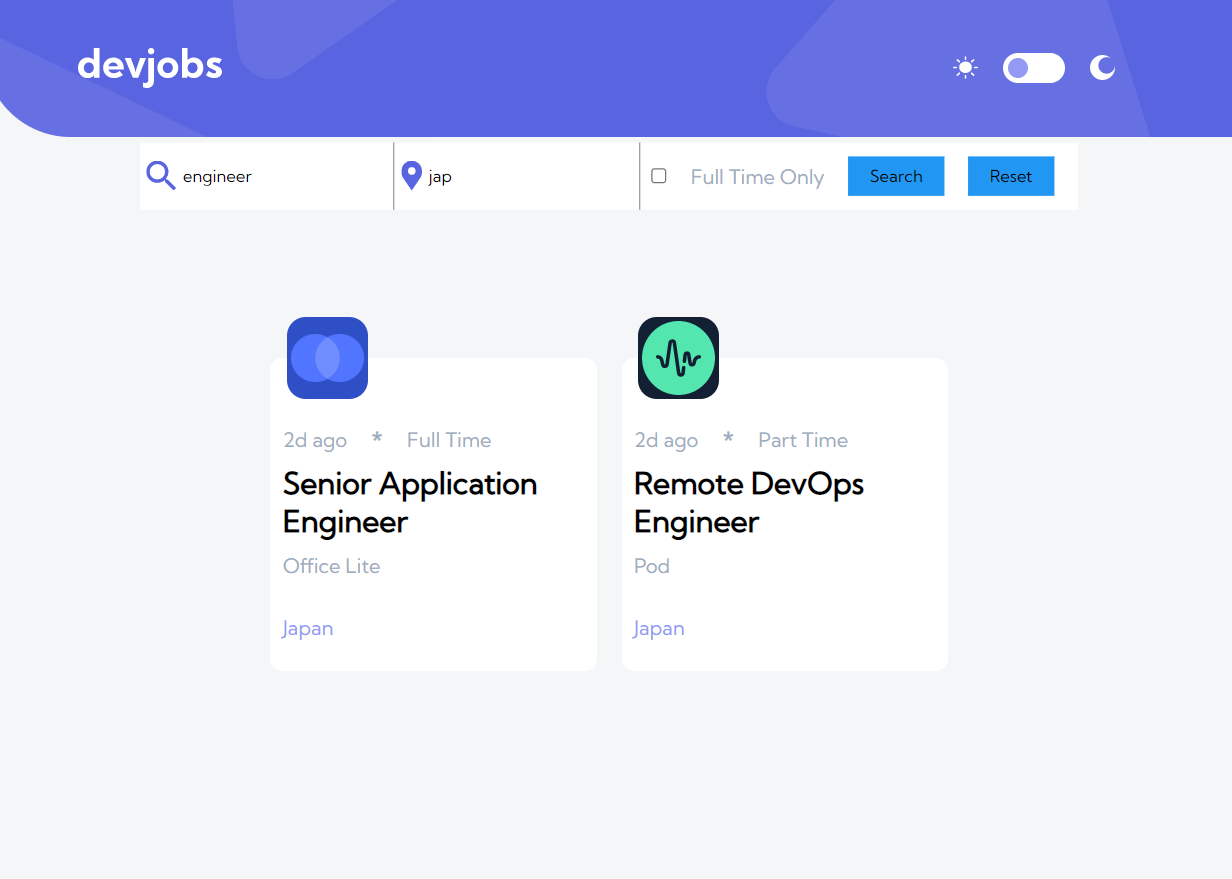 devjobs
engineer jap Full Time Only Search Reset
2d ago * Full Time
Senior Application
Engineer
Office Lite
Japan
2d ago * Part Time
Remote DevOps
Engineer
Pod
Japan